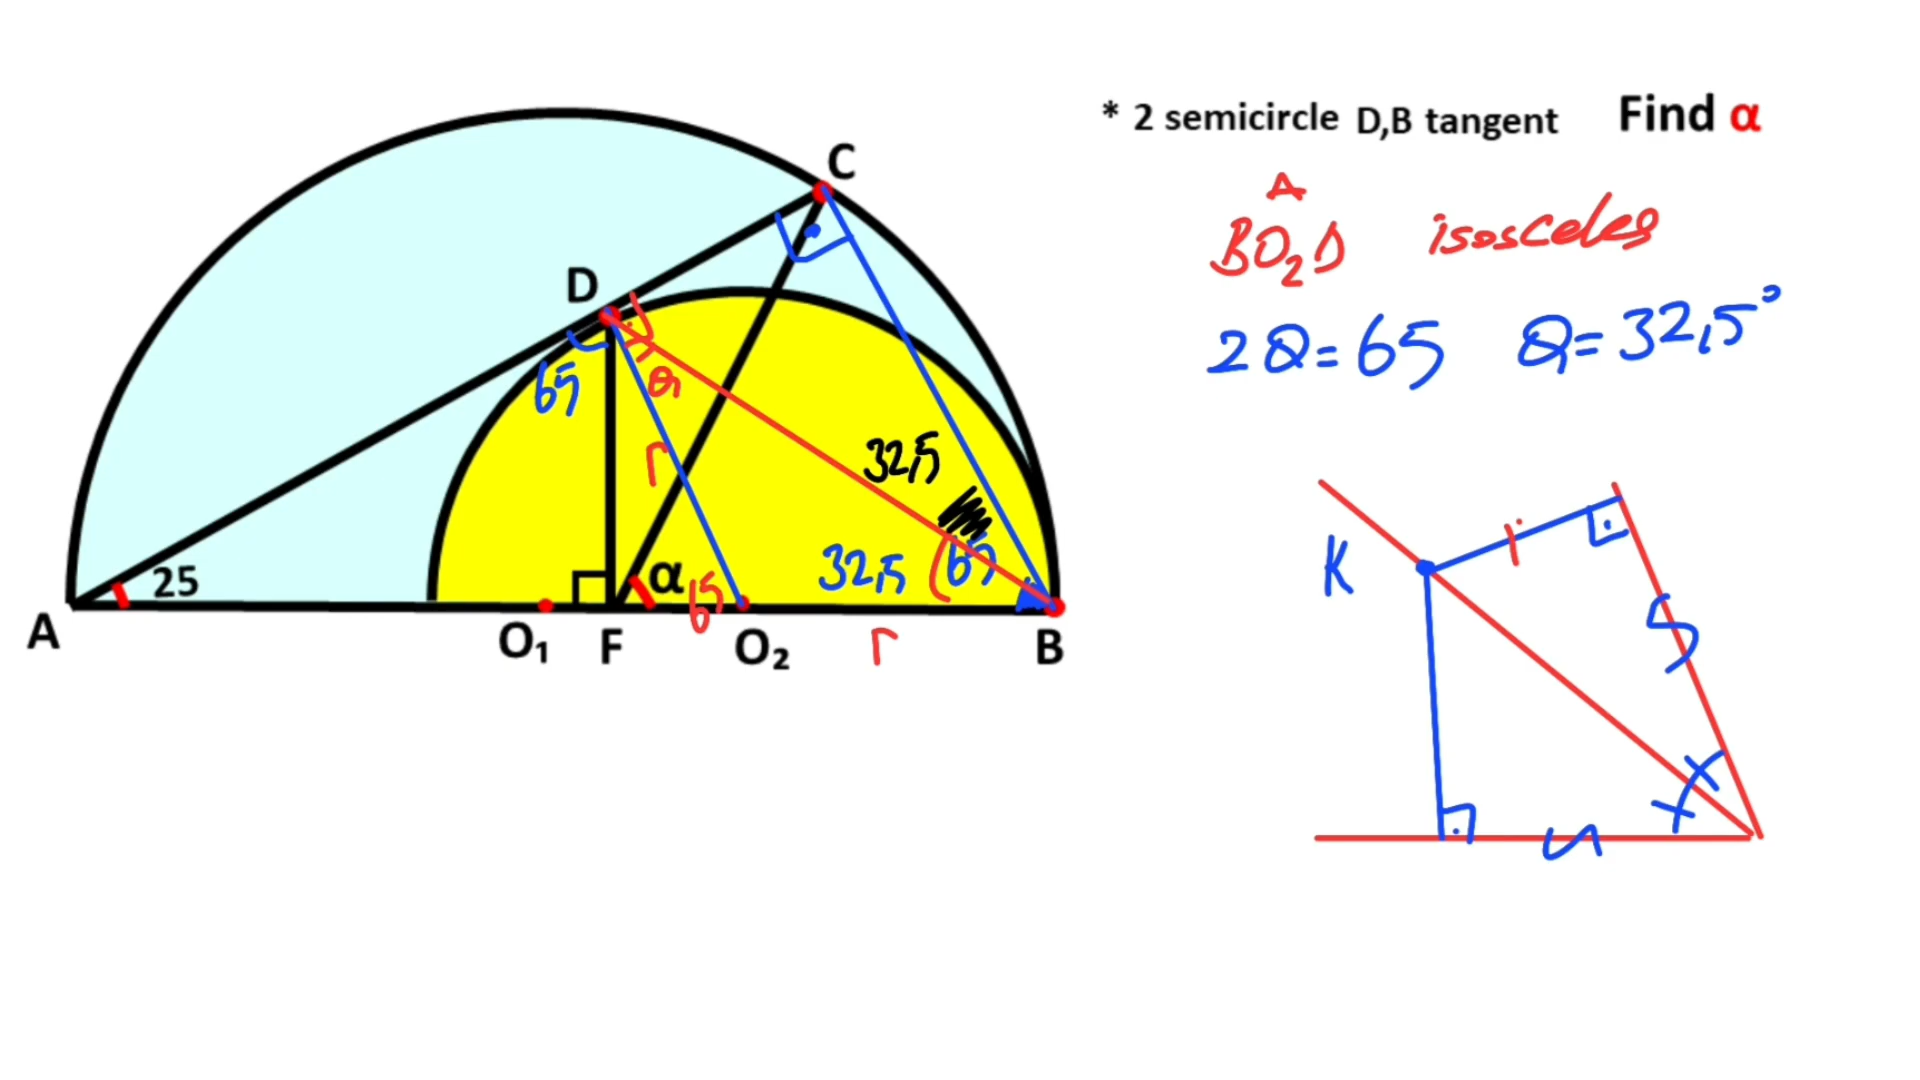 * 2 semicircle D,B tangent Find α
C
△
BO₂D isosceles
D
2θ = 65 θ = 32,5°
65
θ
r
32,5
K
25
α
65
32,5
65
A
O₁
F
O₂
r
B